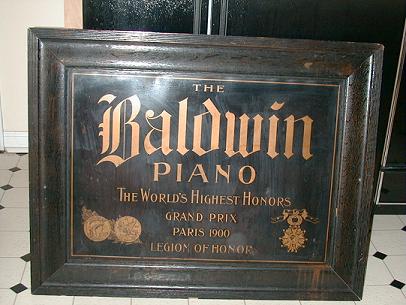 THE
Baldwin
PIANO
THE WORLD'S HIGHEST HONORS
GRAND PRIX
PARIS 1900
LEGION OF HONOR